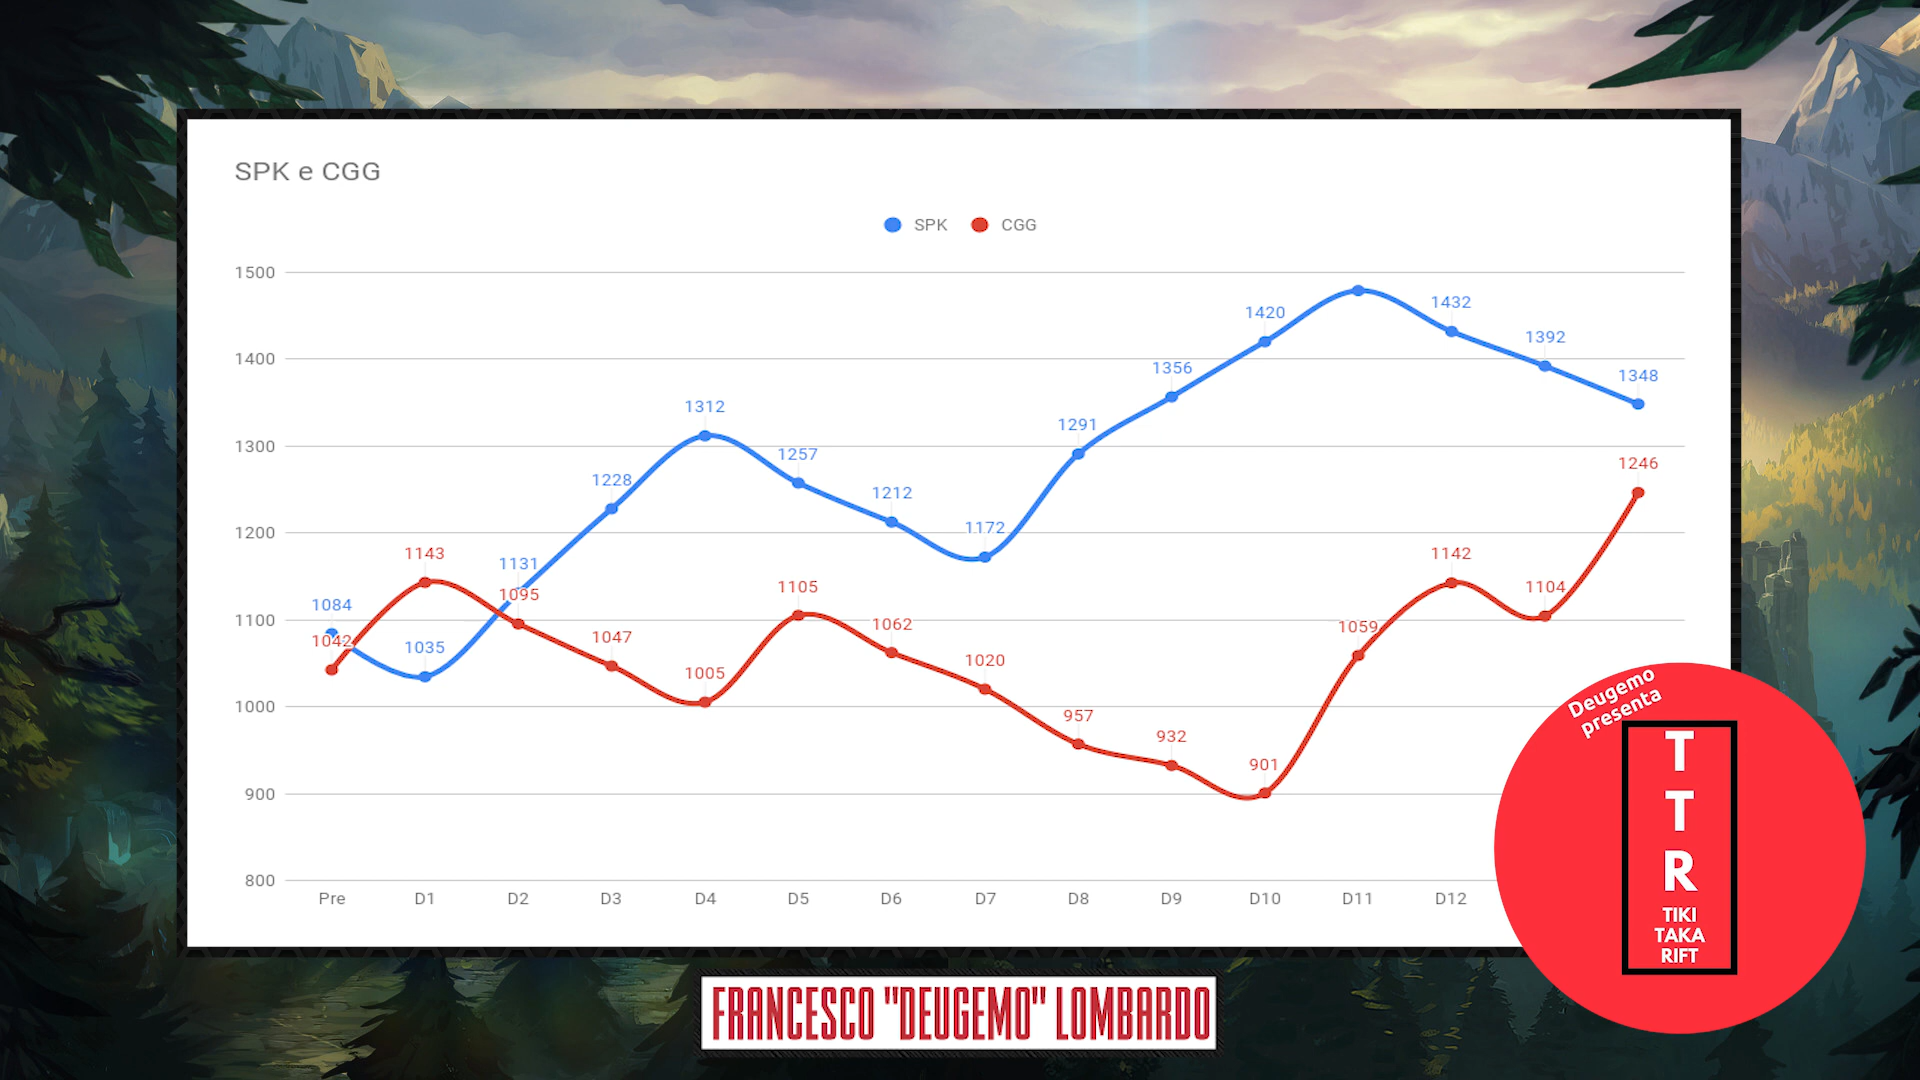 SPK e CGG
SPK CGG
1500
1400
1300
1200
1100
1000
900
800
1084 1035 1131 1228 1312 1257 1212 1172 1291 1356 1420 1432 1392 1348
1042 1143 1095 1047 1005 1105 1062 1020 957 932 901 1059 1142 1104 1246
Pre D1 D2 D3 D4 D5 D6 D7 D8 D9 D10 D11 D12
Deugemo
presenta
T
T
R
TIKI
TAKA
RIFT
FRANCESCO "DEUGEMO" LOMBARDO